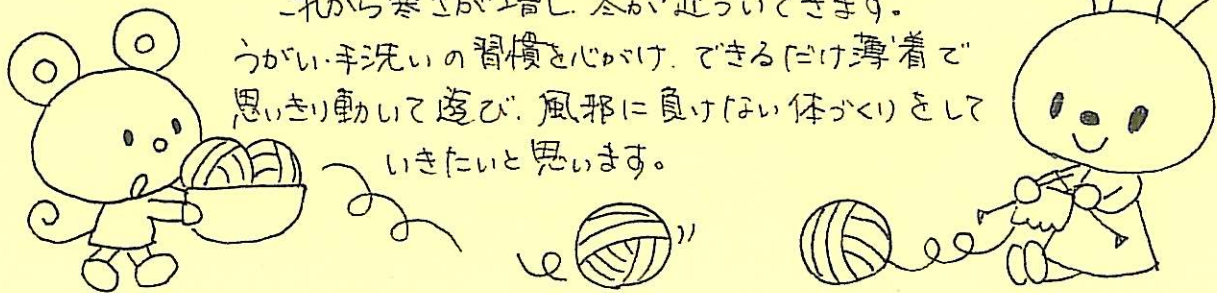 これから寒さが増し、冬が近づいてきます。
うがい・手洗いの習慣を心がけ、できるだけ薄着で
思いきり動いて遊び、風邪に負けない体づくりをして
いきたいと思います。